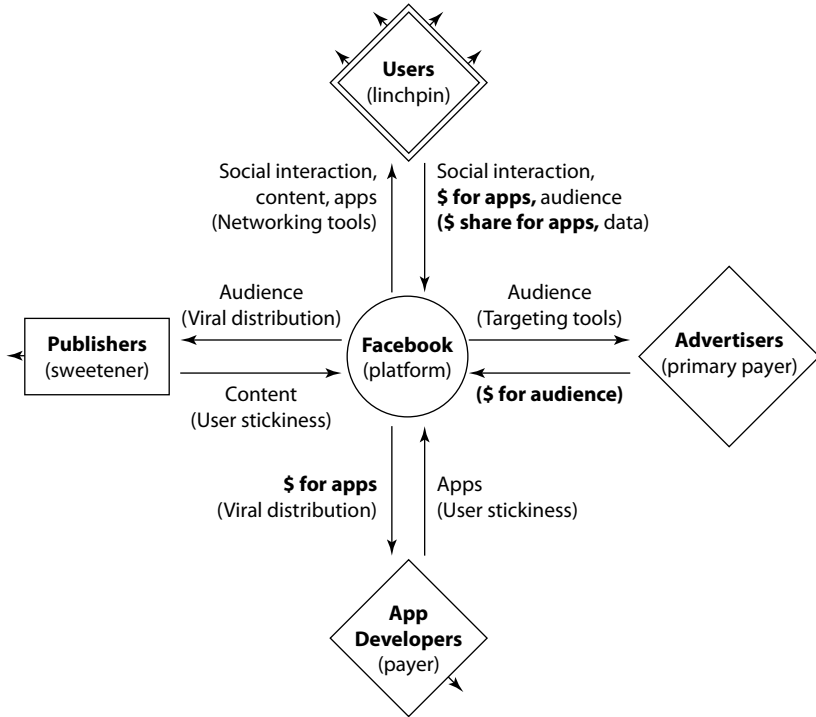 Users
(linchpin)
Social interaction,
content, apps
(Networking tools)
Social interaction,
$ for apps, audience
($ share for apps, data)
Audience
(Viral distribution)
Audience
(Targeting tools)
Publishers
(sweetener)
Facebook
(platform)
Advertisers
(primary payer)
Content
(User stickiness)
($ for audience)
$ for apps
(Viral distribution)
Apps
(User stickiness)
App
Developers
(payer)